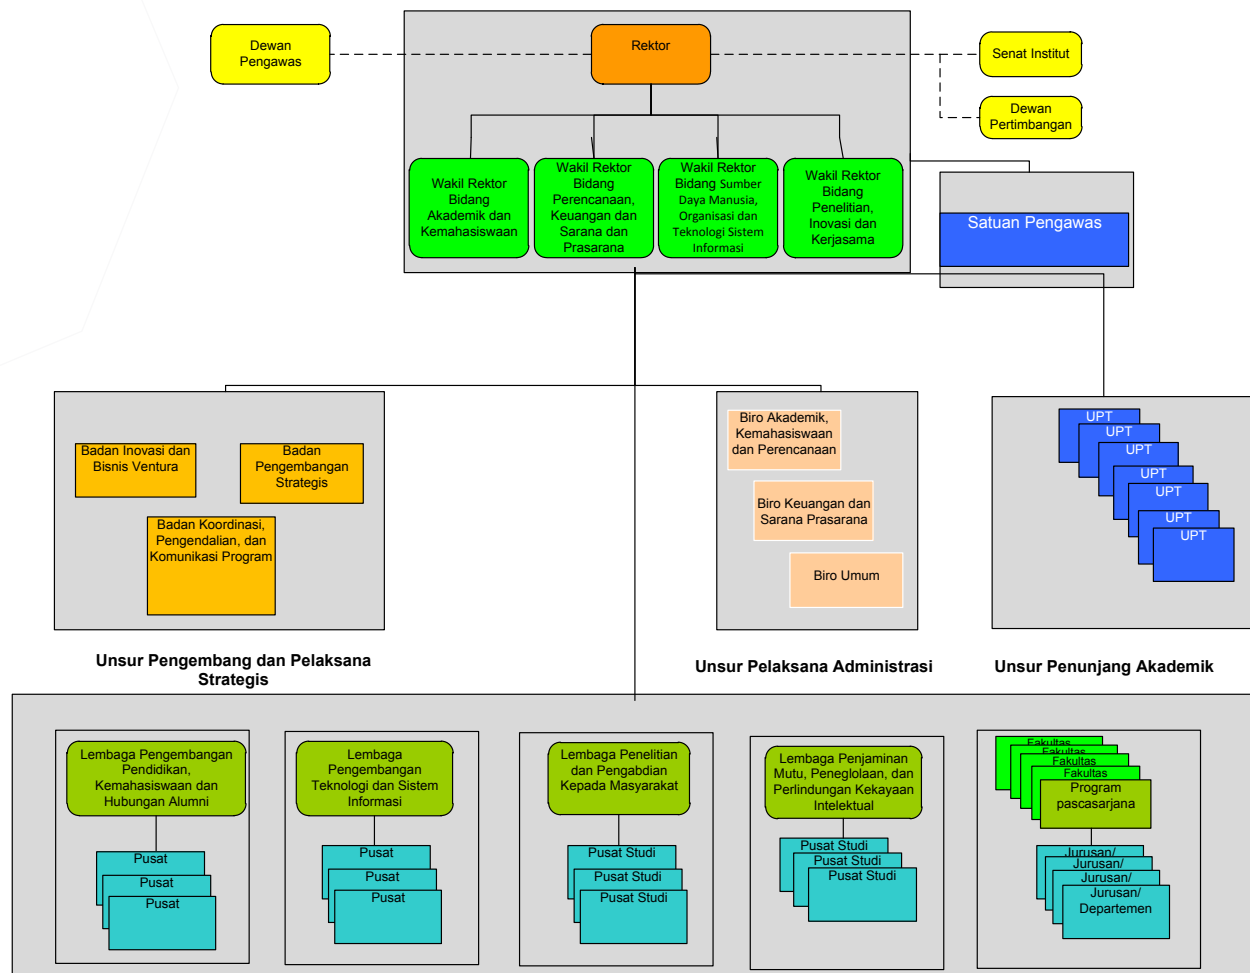 Dewan
Pengawas
Rektor
Senat Institut
Dewan
Pertimbangan
Wakil Rektor
Bidang
Akademik dan
Kemahasiswaan
Wakil Rektor
Bidang
Perencanaan,
Keuangan dan
Sarana dan
Prasarana
Wakil Rektor
Bidang Sumber
Daya Manusia,
Organisasi dan
Teknologi Sistem
Informasi
Wakil Rektor
Bidang
Penelitian,
Inovasi dan
Kerjasama
Satuan Pengawas
Badan Inovasi dan
Bisnis Ventura
Badan
Pengembangan
Strategis
Badan Koordinasi,
Pengendalian, dan
Komunikasi Program
Biro Akademik,
Kemahasiswaan
dan Perencanaan
Biro Keuangan dan
Sarana Prasarana
Biro Umum
UPT
UPT
UPT
UPT
UPT
UPT
UPT
Unsur Pengembang dan Pelaksana
Strategis
Unsur Pelaksana Administrasi
Unsur Penunjang Akademik
Lembaga Pengembangan
Pendidikan,
Kemahasiswaan dan
Hubungan Alumni
Pusat
Pusat
Pusat
Lembaga
Pengembangan
Teknologi dan Sistem
Informasi
Pusat
Pusat
Pusat
Lembaga Penelitian
dan Pengabdian
Kepada Masyarakat
Pusat Studi
Pusat Studi
Pusat Studi
Lembaga Penjaminan
Mutu, Peneglolaan, dan
Perlindungan Kekayaan
Intelektual
Pusat Studi
Pusat Studi
Pusat Studi
Fakultas
Fakultas
Fakultas
Fakultas
Program
pascasarjana
Jurusan/
Jurusan/
Jurusan/
Jurusan/
Departemen